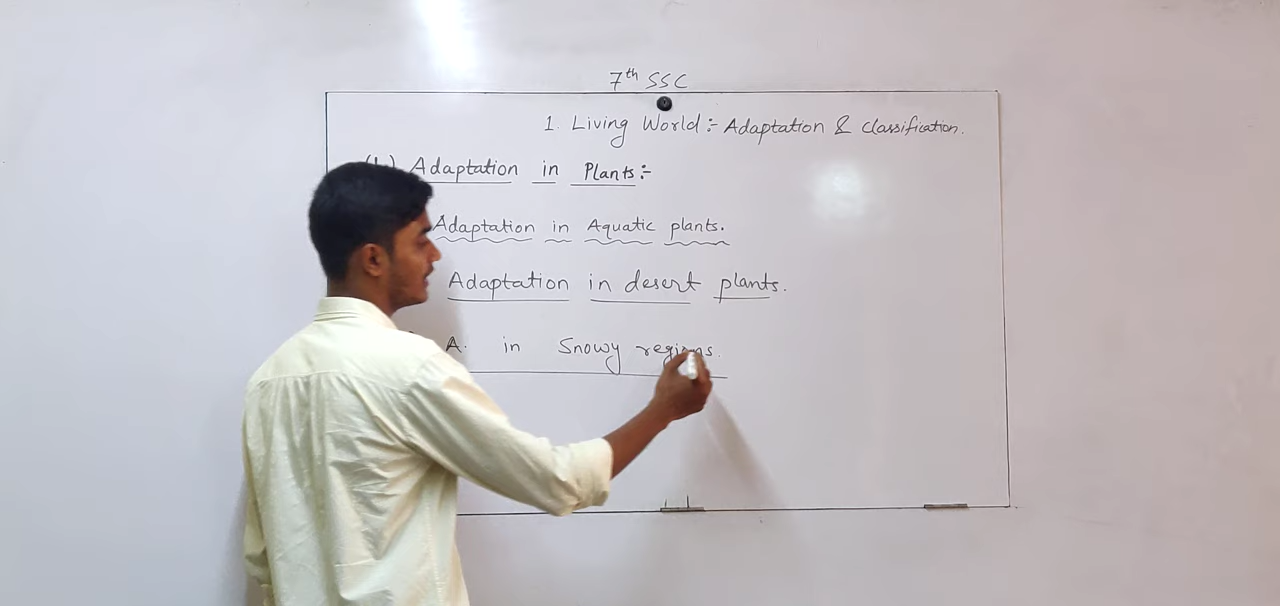 7th SSC
1. Living World:- Adaptation & Classification.
Adaptation in Plants:-
Adaptation in Aquatic plants.
Adaptation in desert plants.
A. in Snowy regions.